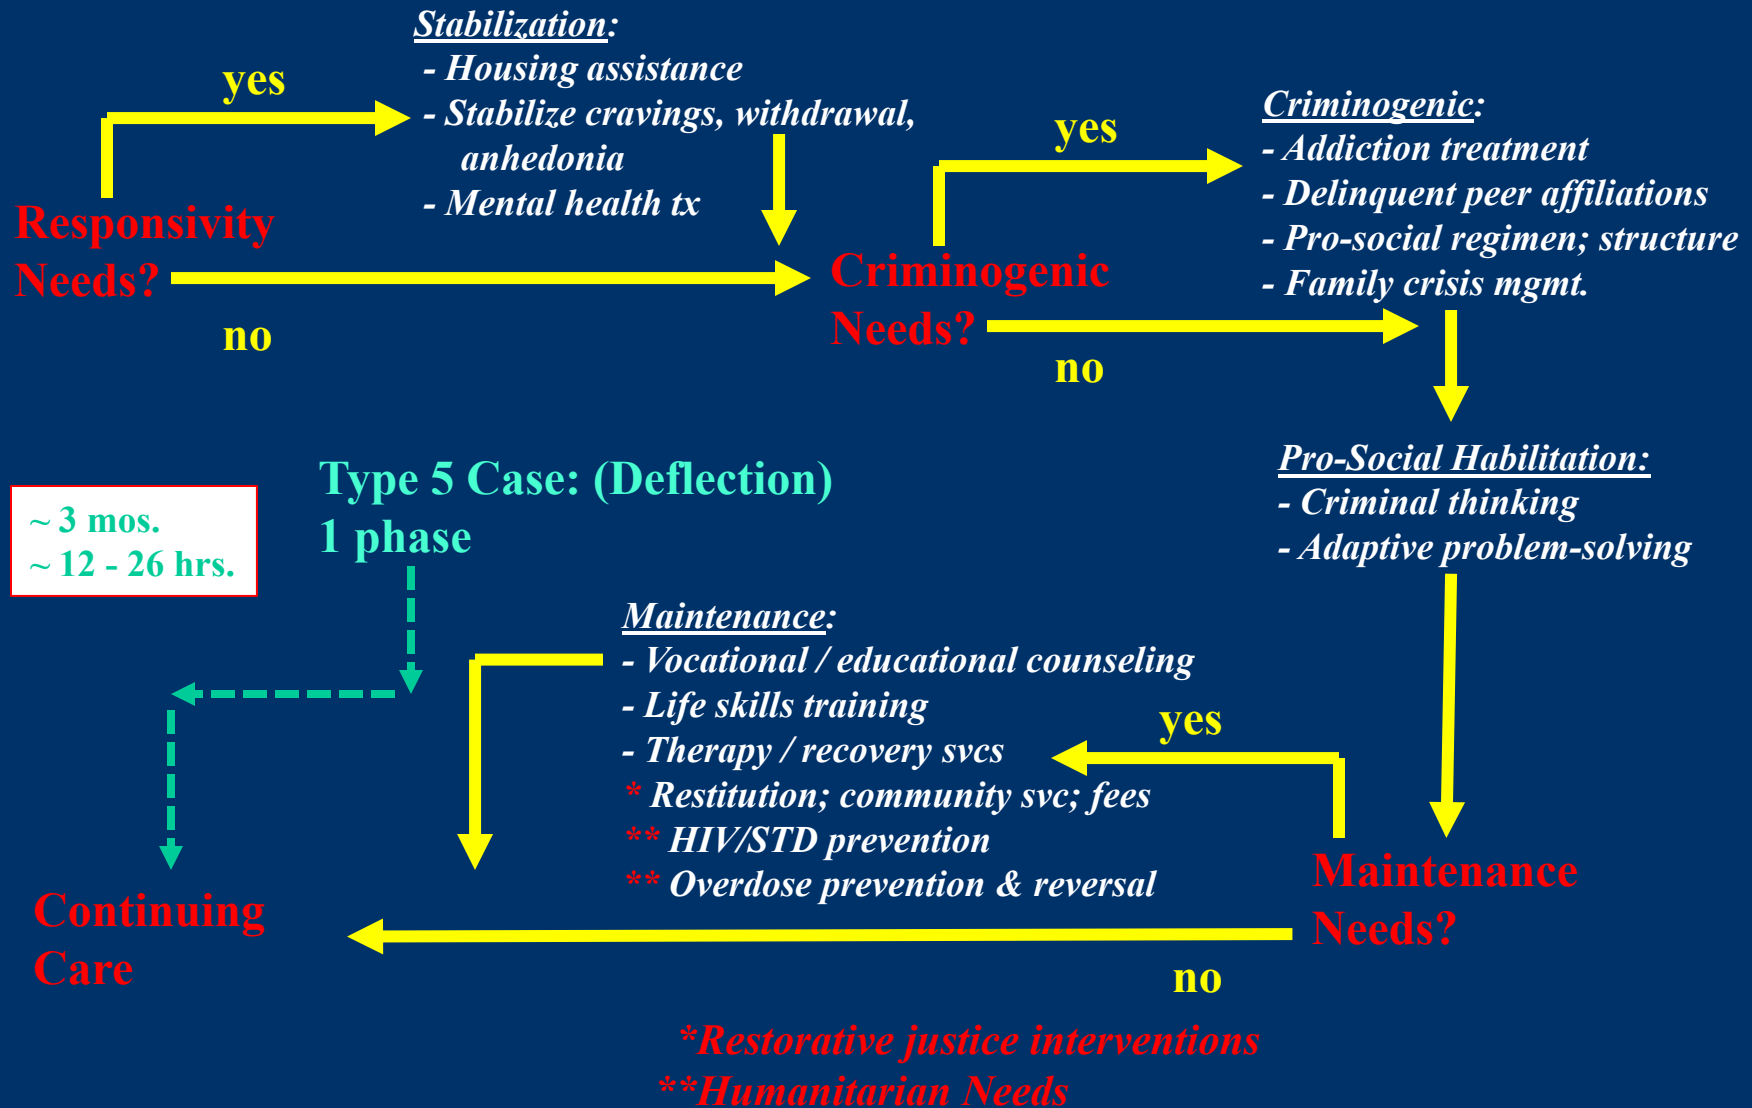 Stabilization:
- Housing assistance
- Stabilize cravings, withdrawal,
anhedonia
- Mental health tx
yes
Responsivity
Needs?
no
yes
Criminogenic:
- Addiction treatment
- Delinquent peer affiliations
- Pro-social regimen; structure
- Family crisis mgmt.
Criminogenic
Needs?
no
Pro-Social Habilitation:
- Criminal thinking
- Adaptive problem-solving
Type 5 Case: (Deflection)
1 phase
~ 3 mos.
~ 12 - 26 hrs.
Maintenance:
- Vocational / educational counseling
- Life skills training
- Therapy / recovery svcs
* Restitution; community svc; fees
** HIV/STD prevention
** Overdose prevention & reversal
yes
Maintenance
Needs?
Continuing
Care
no
*Restorative justice interventions
**Humanitarian Needs